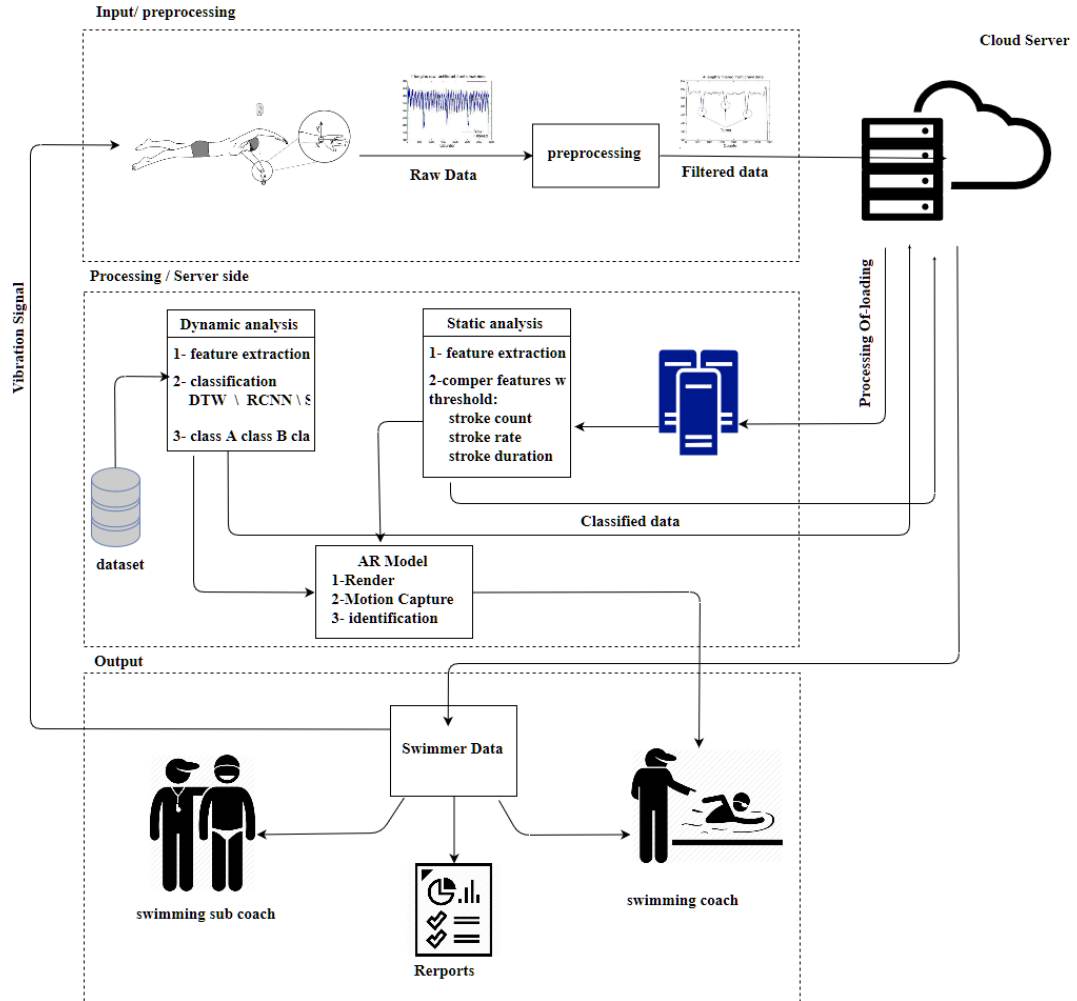 Input/ preprocessing
Cloud Server
Raw Data
preprocessing
Filtered data
Processing / Server side
Vibration Signal
Processing Of-loading
Dynamic analysis
1- feature extraction
2- classification
DTW \ RCNN \ S
3- class A class B cla
Static analysis
1- feature extraction
2-comper features w
threshold:
stroke count
stroke rate
stroke duration
Classified data
dataset
AR Model
1-Render
2-Motion Capture
3- identification
Output
Swimmer Data
swimming sub coach
swimming coach
Rerports